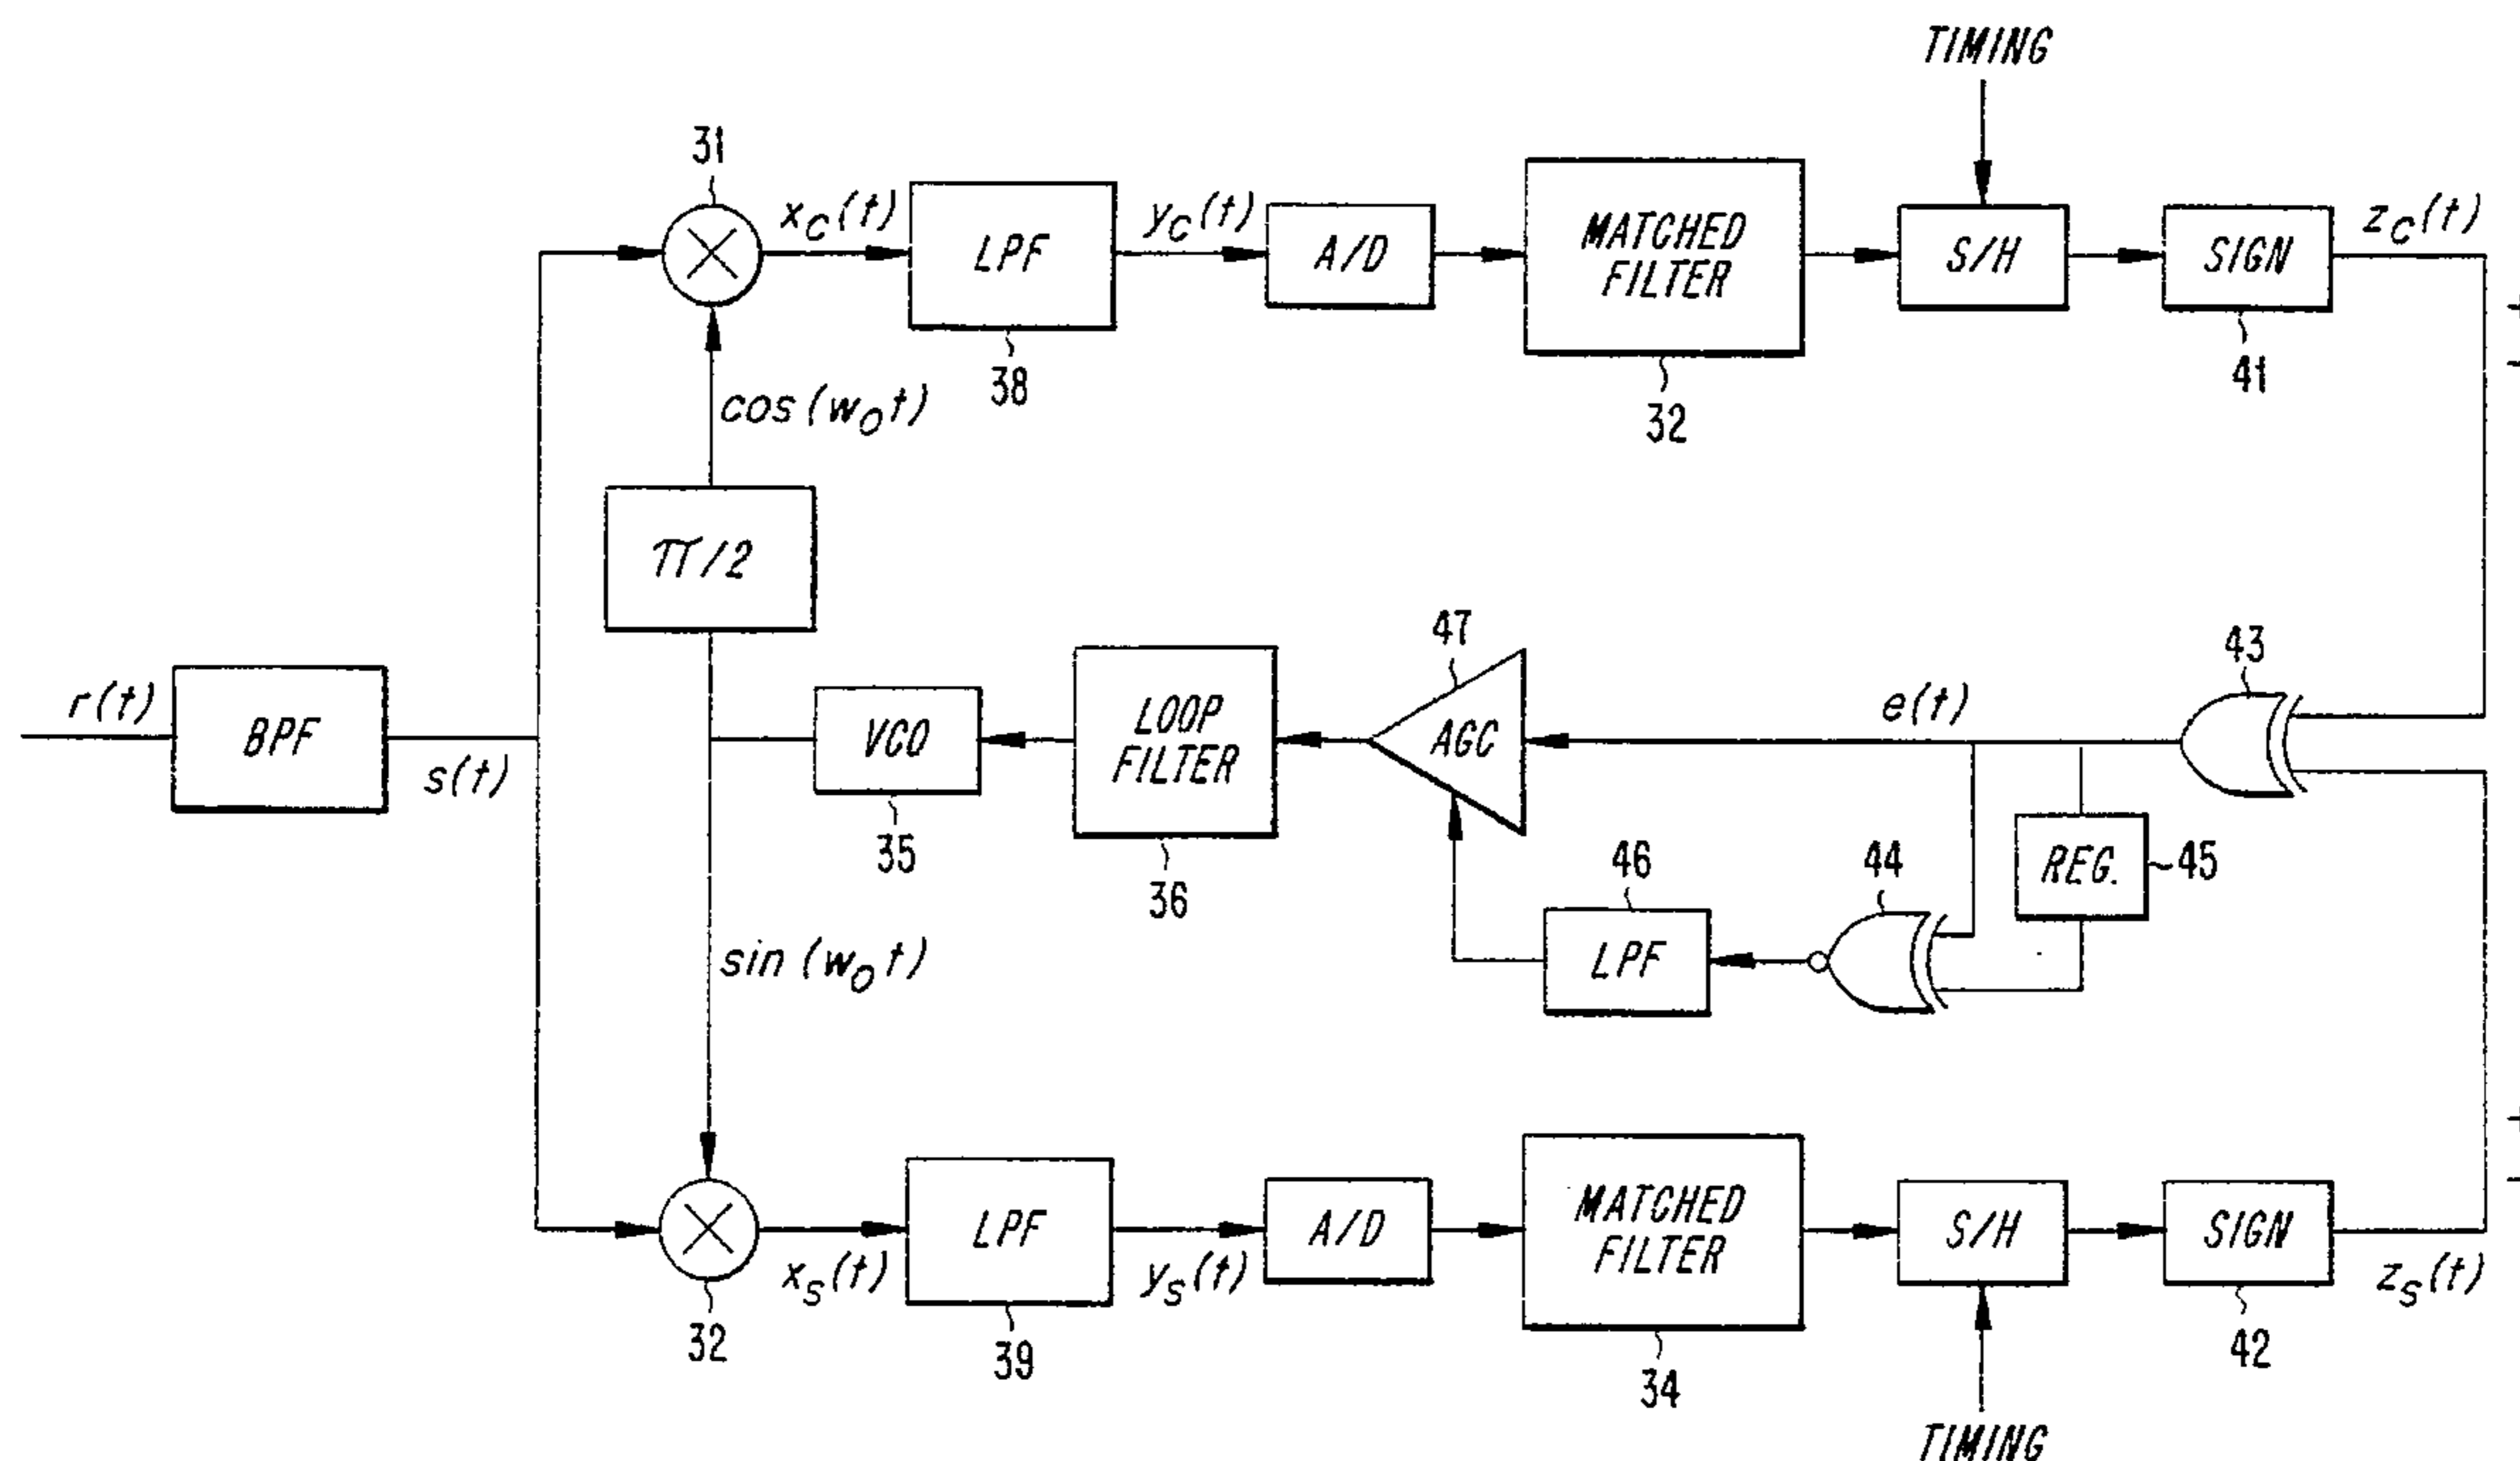 TIMING
31
x_C(t)
LPF
38
y_C(t)
A/D
MATCHED
FILTER
32
S/H
SIGN
41
z_C(t)
cos(w_0t)
π/2
r(t)
BPF
s(t)
VCO
35
LOOP
FILTER
36
47
AGC
e(t)
43
46
LPF
44
REG.
45
sin(w_0t)
32
x_S(t)
LPF
39
y_S(t)
A/D
MATCHED
FILTER
34
S/H
SIGN
42
z_S(t)
TIMING